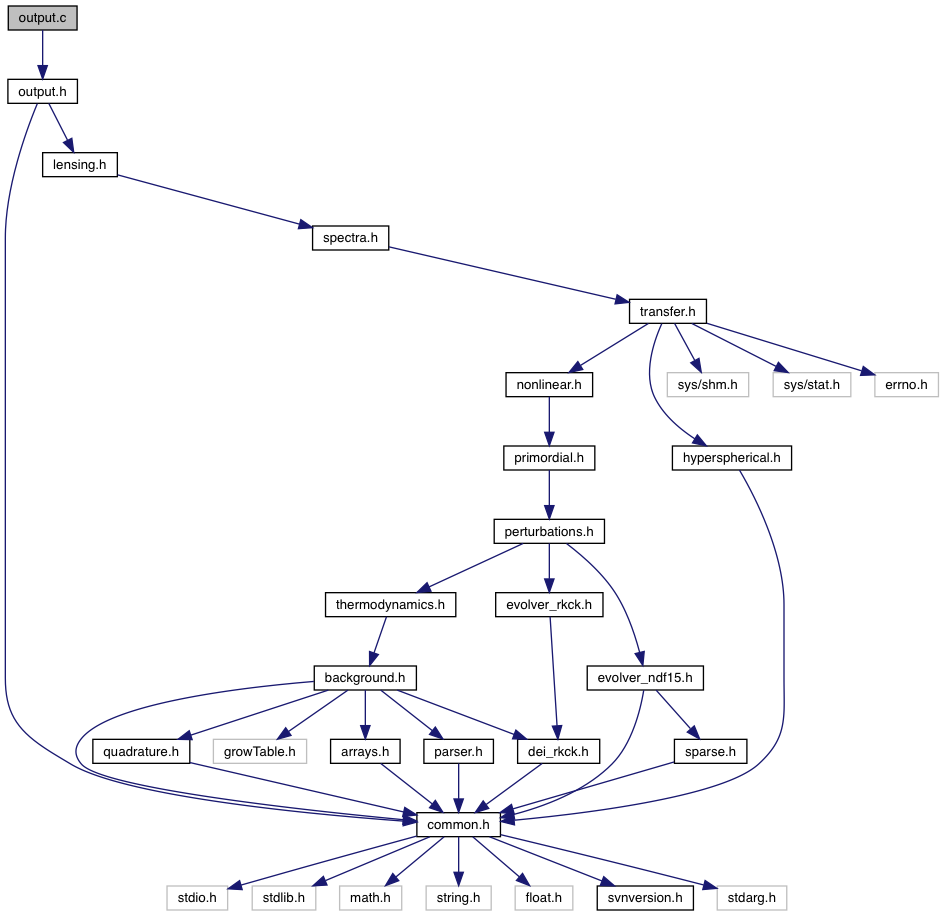 output.c
output.h
lensing.h
spectra.h
transfer.h
nonlinear.h
sys/shm.h
sys/stat.h
errno.h
primordial.h
hyperspherical.h
perturbations.h
thermodynamics.h
evolver_rkck.h
background.h
evolver_ndf15.h
quadrature.h
growTable.h
arrays.h
parser.h
dei_rkck.h
sparse.h
common.h
stdio.h
stdlib.h
math.h
string.h
float.h
svnversion.h
stdarg.h